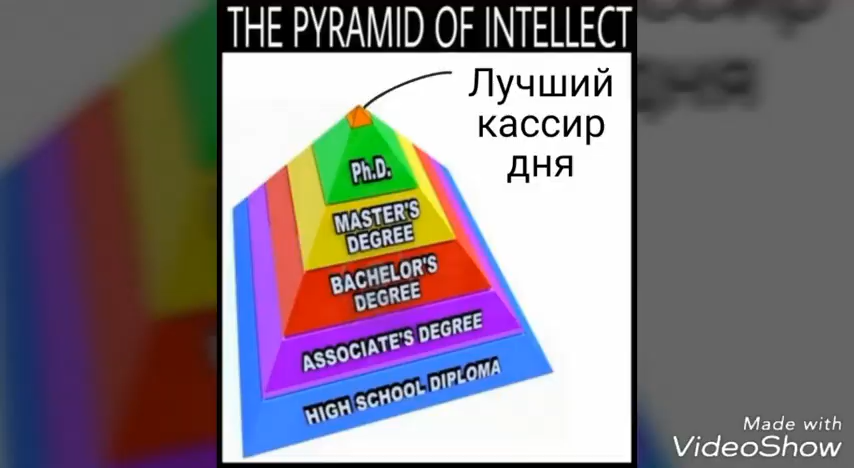 THE PYRAMID OF INTELLECT
Лучший
кассир
дня
Ph.D.
MASTER'S
DEGREE
BACHELOR'S
DEGREE
ASSOCIATE'S DEGREE
HIGH SCHOOL DIPLOMA
Made with
VideoShow